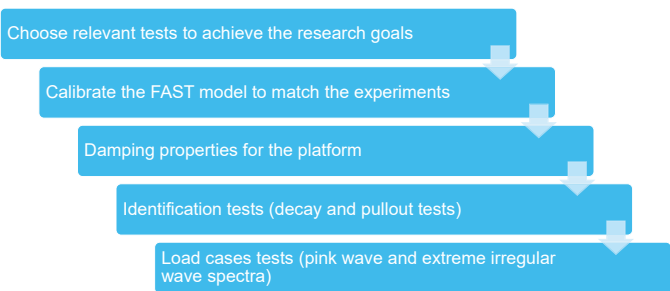 Choose relevant tests to achieve the research goals
Calibrate the FAST model to match the experiments
Damping properties for the platform
Identification tests (decay and pullout tests)
Load cases tests (pink wave and extreme irregular
wave spectra)